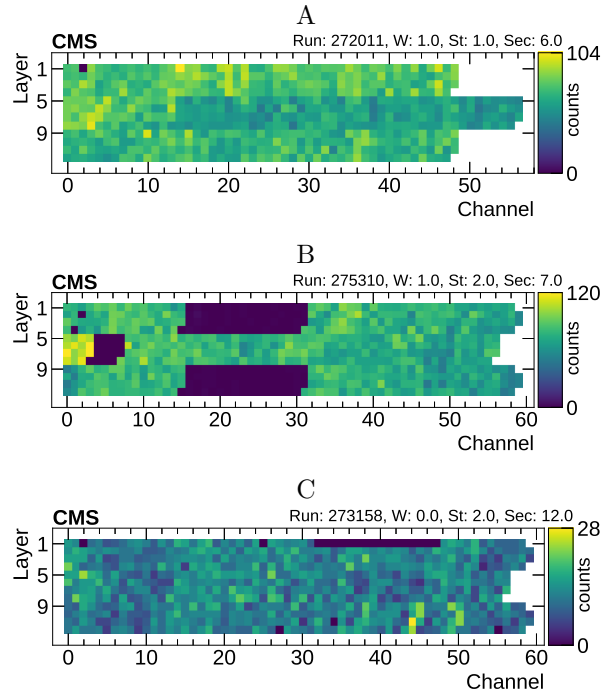 A
CMS Run: 272011, W: 1.0, St: 1.0, Sec: 6.0
Layer
1
5
9
0 10 20 30 40 50
Channel
104
counts
0
B
CMS Run: 275310, W: 1.0, St: 2.0, Sec: 7.0
Layer
1
5
9
0 10 20 30 40 50 60
Channel
120
counts
0
C
CMS Run: 273158, W: 0.0, St: 2.0, Sec: 12.0
Layer
1
5
9
0 10 20 30 40 50 60
Channel
28
counts
0